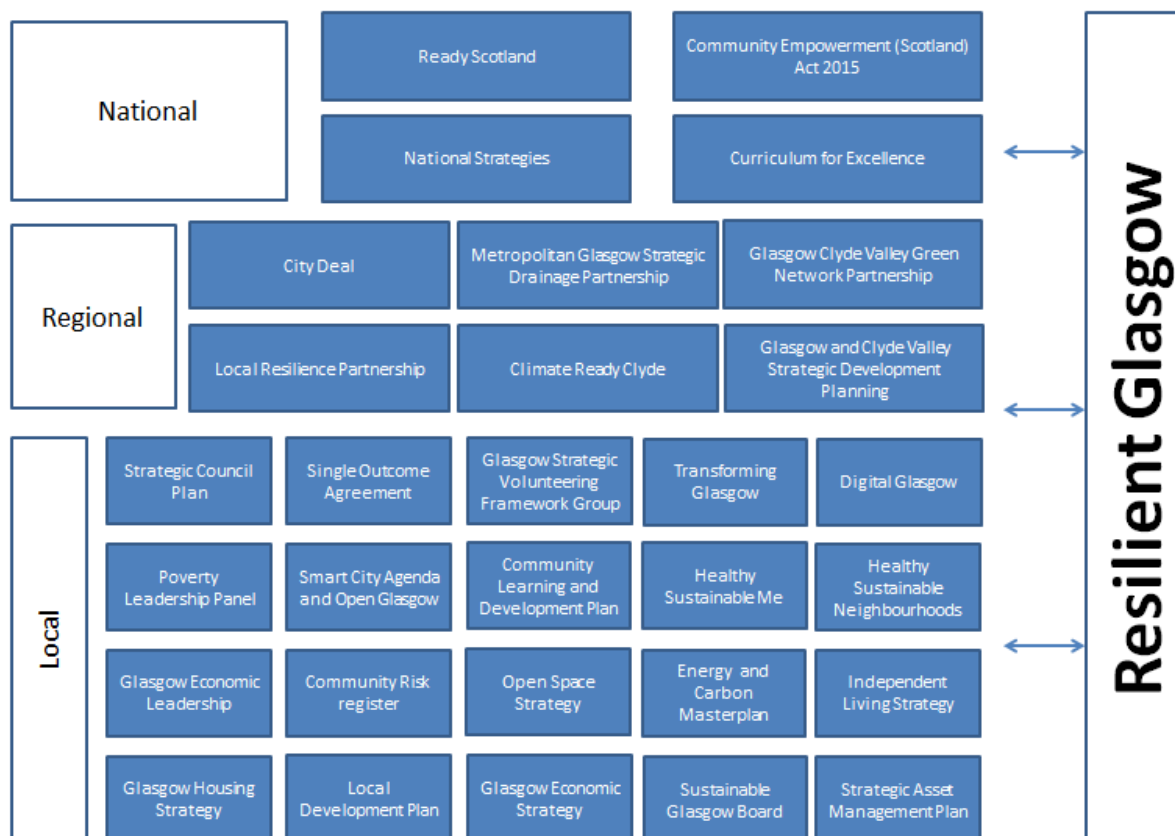 National
Ready Scotland
Community Empowerment (Scotland)
Act 2015
National Strategies
Curriculum for Excellence
Regional
City Deal
Metropolitan Glasgow Strategic
Drainage Partnership
Glasgow Clyde Valley Green
Network Partnership
Local Resilience Partnership
Climate Ready Clyde
Glasgow and Clyde Valley
Strategic Development
Planning
Local
Strategic Council
Plan
Single Outcome
Agreement
Glasgow Strategic
Volunteering
Framework Group
Transforming
Glasgow
Digital Glasgow
Poverty
Leadership Panel
Smart City Agenda
and Open Glasgow
Community
Learning and
Development Plan
Healthy
Sustainable Me
Healthy
Sustainable
Neighbourhoods
Glasgow Economic
Leadership
Community Risk
register
Open Space
Strategy
Energy and
Carbon
Masterplan
Independent
Living Strategy
Glasgow Housing
Strategy
Local
Development Plan
Glasgow Economic
Strategy
Sustainable
Glasgow Board
Strategic Asset
Management Plan
Resilient Glasgow